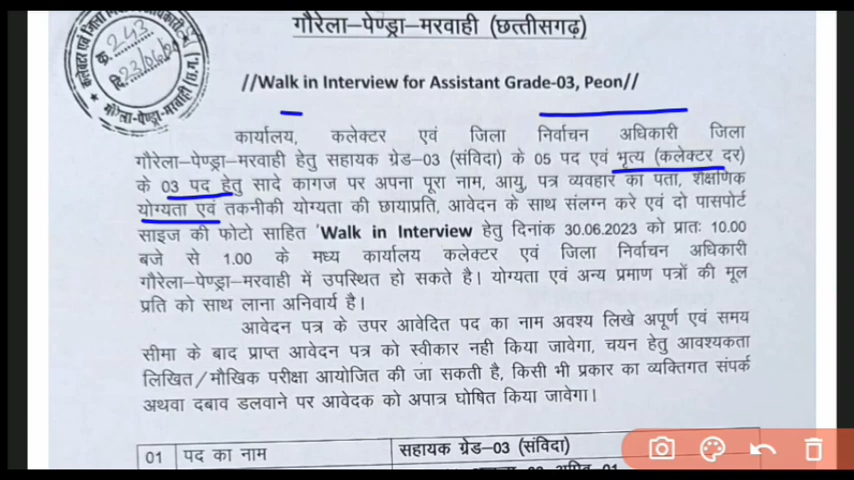 गौरेला–पेण्ड्रा–मरवाही (छत्तीसगढ़)
क. 243
दि. 23/06/20
//Walk in Interview for Assistant Grade-03, Peon//
कार्यालय, कलेक्टर एवं जिला निर्वाचन अधिकारी जिला
गौरेला–पेण्ड्रा–मरवाही हेतु सहायक ग्रेड–03 (संविदा) के 05 पद एवं भृत्य (कलेक्टर दर)
के 03 पद हेतु सादे कागज पर अपना पूरा नाम, आयु, पत्र व्यवहार का पता, शैक्षणिक
योग्यता एवं तकनीकी योग्यता की छायाप्रति, आवेदन के साथ संलग्न करे एवं दो पासपोर्ट
साइज की फोटो साहित 'Walk in Interview हेतु दिनांक 30.06.2023 को प्रातः 10.00
बजे से 1.00 के मध्य कार्यालय कलेक्टर एवं जिला निर्वाचन अधिकारी
गौरेला–पेण्ड्रा–मरवाही में उपस्थित हो सकते है। योग्यता एवं अन्य प्रमाण पत्रों की मूल
प्रति को साथ लाना अनिवार्य है।
आवेदन पत्र के उपर आवेदित पद का नाम अवश्य लिखे अपूर्ण एवं समय
सीमा के बाद प्राप्त आवेदन पत्र को स्वीकार नही किया जावेगा, चयन हेतु आवश्यकता
लिखित/मौखिक परीक्षा आयोजित की जा सकती है, किसी भी प्रकार का व्यक्तिगत संपर्क
अथवा दबाव डलवाने पर आवेदक को अपात्र घोषित किया जावेगा।
01 पद का नाम सहायक ग्रेड–03 (संविदा)